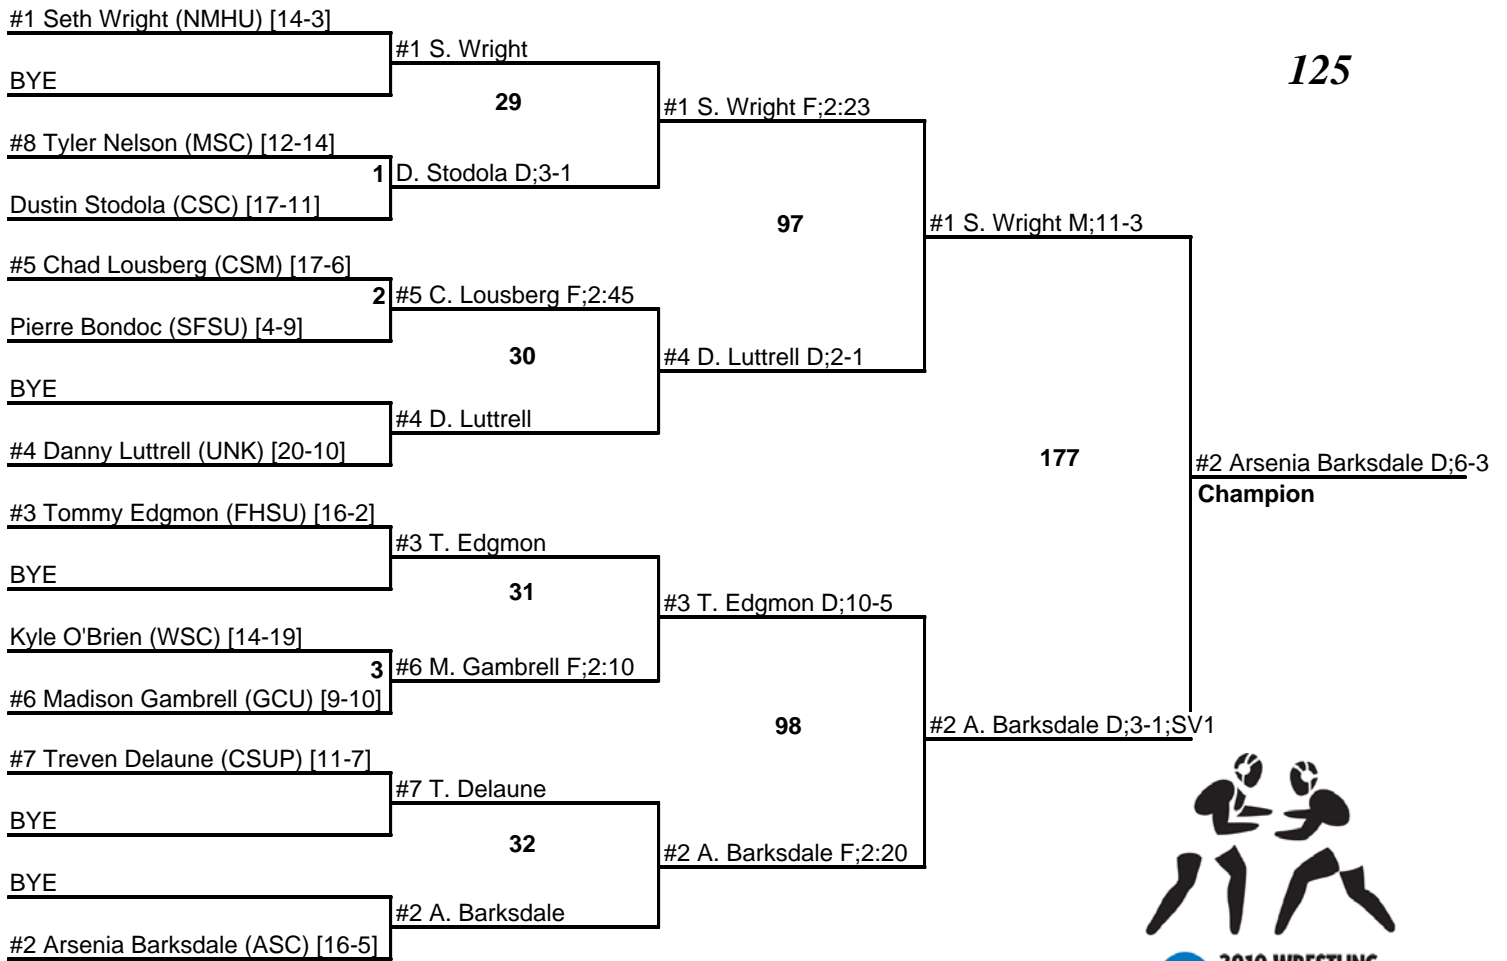 #1 Seth Wright (NMHU) [14-3]
#1 S. Wright
125
BYE
29
#1 S. Wright F;2:23
#8 Tyler Nelson (MSC) [12-14]
1 D. Stodola D;3-1
Dustin Stodola (CSC) [17-11]
97
#1 S. Wright M;11-3
#5 Chad Lousberg (CSM) [17-6]
2 #5 C. Lousberg F;2:45
Pierre Bondoc (SFSU) [4-9]
30
#4 D. Luttrell D;2-1
BYE
#4 D. Luttrell
#4 Danny Luttrell (UNK) [20-10]
177
#2 Arsenia Barksdale D;6-3
Champion
#3 Tommy Edgmon (FHSU) [16-2]
#3 T. Edgmon
BYE
31
#3 T. Edgmon D;10-5
Kyle O'Brien (WSC) [14-19]
3 #6 M. Gambrell F;2:10
#6 Madison Gambrell (GCU) [9-10]
98
#2 A. Barksdale D;3-1;SV1
#7 Treven Delaune (CSUP) [11-7]
#7 T. Delaune
BYE
32
#2 A. Barksdale F;2:20
BYE
#2 A. Barksdale
#2 Arsenia Barksdale (ASC) [16-5]
2010 WRESTLING